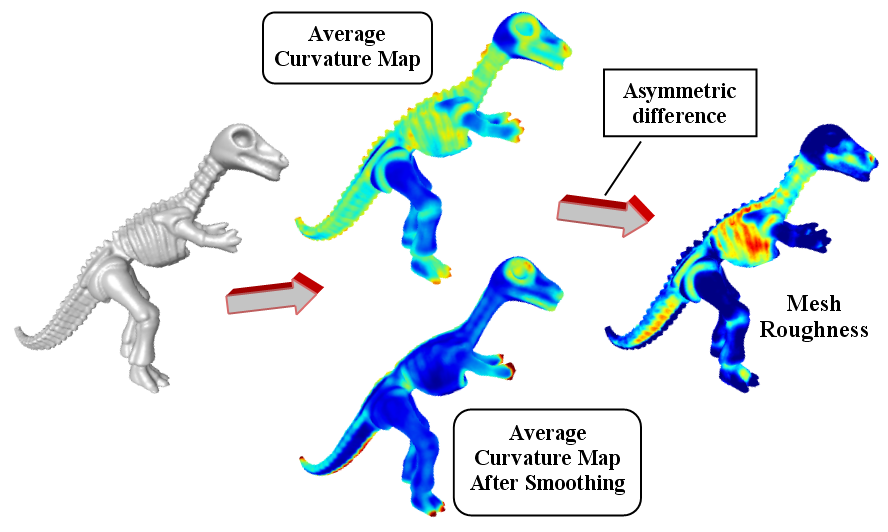 Average
Curvature Map
Asymmetric
difference
Mesh
Roughness
Average
Curvature Map
After Smoothing